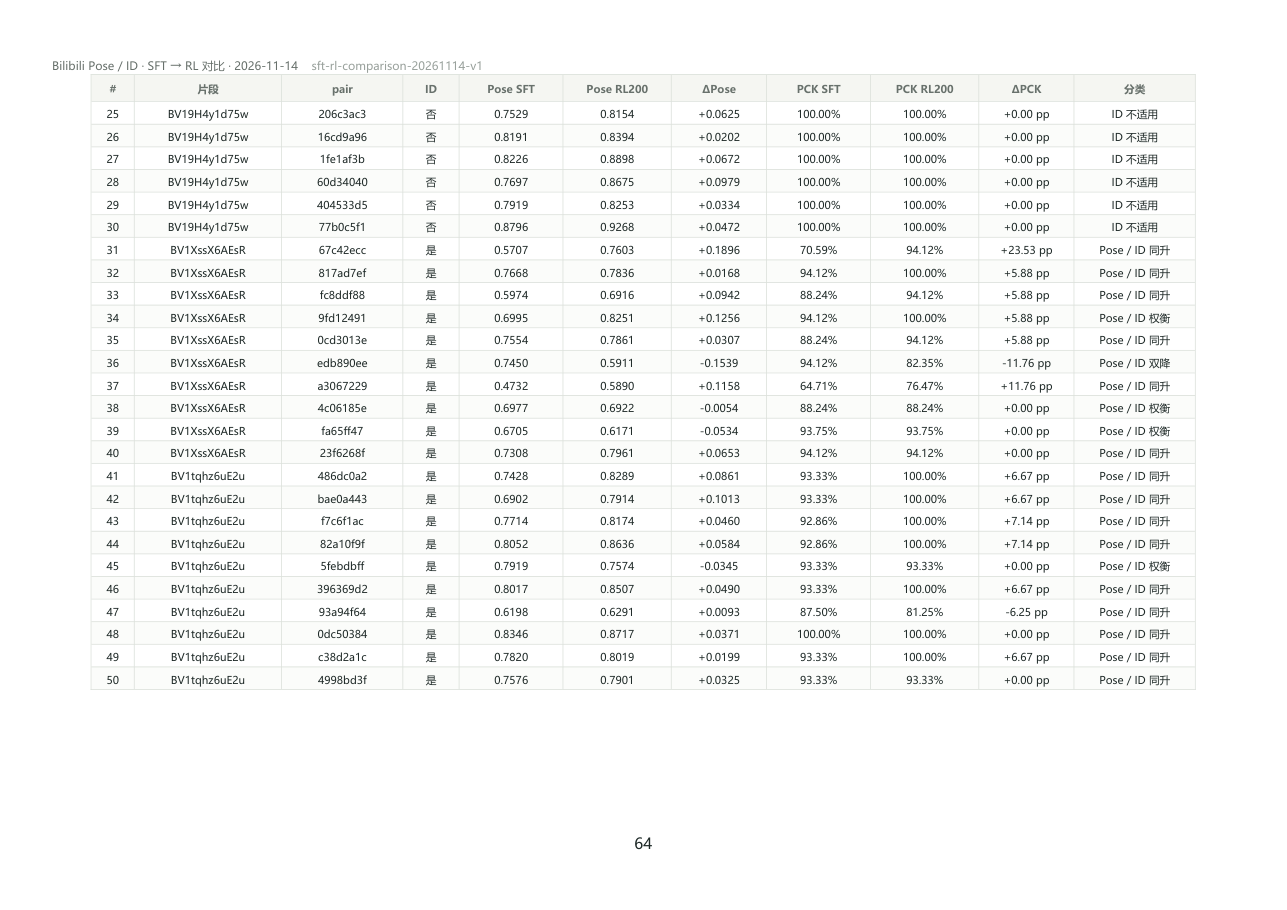 Bilibili Pose / ID · SFT → RL 对比 · 2026-11-14 sft-rl-comparison-20261114-v1
# 片段 pair ID Pose SFT Pose RL200 ΔPose PCK SFT PCK RL200 ΔPCK 分类
25 BV19H4y1d75w 206c3ac3 否 0.7529 0.8154 +0.0625 100.00% 100.00% +0.00 pp ID 不适用
26 BV19H4y1d75w 16cd9a96 否 0.8191 0.8394 +0.0202 100.00% 100.00% +0.00 pp ID 不适用
27 BV19H4y1d75w 1fe1af3b 否 0.8226 0.8898 +0.0672 100.00% 100.00% +0.00 pp ID 不适用
28 BV19H4y1d75w 60d34040 否 0.7697 0.8675 +0.0979 100.00% 100.00% +0.00 pp ID 不适用
29 BV19H4y1d75w 404533d5 否 0.7919 0.8253 +0.0334 100.00% 100.00% +0.00 pp ID 不适用
30 BV19H4y1d75w 77b0c5f1 否 0.8796 0.9268 +0.0472 100.00% 100.00% +0.00 pp ID 不适用
31 BV1XssX6AEsR 67c42ecc 是 0.5707 0.7603 +0.1896 70.59% 94.12% +23.53 pp Pose / ID 同升
32 BV1XssX6AEsR 817ad7ef 是 0.7668 0.7836 +0.0168 94.12% 100.00% +5.88 pp Pose / ID 同升
33 BV1XssX6AEsR fc8ddf88 是 0.5974 0.6916 +0.0942 88.24% 94.12% +5.88 pp Pose / ID 同升
34 BV1XssX6AEsR 9fd12491 是 0.6995 0.8251 +0.1256 94.12% 100.00% +5.88 pp Pose / ID 权衡
35 BV1XssX6AEsR 0cd3013e 是 0.7554 0.7861 +0.0307 88.24% 94.12% +5.88 pp Pose / ID 同升
36 BV1XssX6AEsR edb890ee 是 0.7450 0.5911 -0.1539 94.12% 82.35% -11.76 pp Pose / ID 双降
37 BV1XssX6AEsR a3067229 是 0.4732 0.5890 +0.1158 64.71% 76.47% +11.76 pp Pose / ID 同升
38 BV1XssX6AEsR 4c06185e 是 0.6977 0.6922 -0.0054 88.24% 88.24% +0.00 pp Pose / ID 权衡
39 BV1XssX6AEsR fa65ff47 是 0.6705 0.6171 -0.0534 93.75% 93.75% +0.00 pp Pose / ID 权衡
40 BV1XssX6AEsR 23f6268f 是 0.7308 0.7961 +0.0653 94.12% 94.12% +0.00 pp Pose / ID 同升
41 BV1tqhz6uE2u 486dc0a2 是 0.7428 0.8289 +0.0861 93.33% 100.00% +6.67 pp Pose / ID 同升
42 BV1tqhz6uE2u bae0a443 是 0.6902 0.7914 +0.1013 93.33% 100.00% +6.67 pp Pose / ID 同升
43 BV1tqhz6uE2u f7c6f1ac 是 0.7714 0.8174 +0.0460 92.86% 100.00% +7.14 pp Pose / ID 同升
44 BV1tqhz6uE2u 82a10f9f 是 0.8052 0.8636 +0.0584 92.86% 100.00% +7.14 pp Pose / ID 同升
45 BV1tqhz6uE2u 5febdbff 是 0.7919 0.7574 -0.0345 93.33% 93.33% +0.00 pp Pose / ID 权衡
46 BV1tqhz6uE2u 396369d2 是 0.8017 0.8507 +0.0490 93.33% 100.00% +6.67 pp Pose / ID 同升
47 BV1tqhz6uE2u 93a94f64 是 0.6198 0.6291 +0.0093 87.50% 81.25% -6.25 pp Pose / ID 同升
48 BV1tqhz6uE2u 0dc50384 是 0.8346 0.8717 +0.0371 100.00% 100.00% +0.00 pp Pose / ID 同升
49 BV1tqhz6uE2u c38d2a1c 是 0.7820 0.8019 +0.0199 93.33% 100.00% +6.67 pp Pose / ID 同升
50 BV1tqhz6uE2u 4998bd3f 是 0.7576 0.7901 +0.0325 93.33% 93.33% +0.00 pp Pose / ID 同升
64